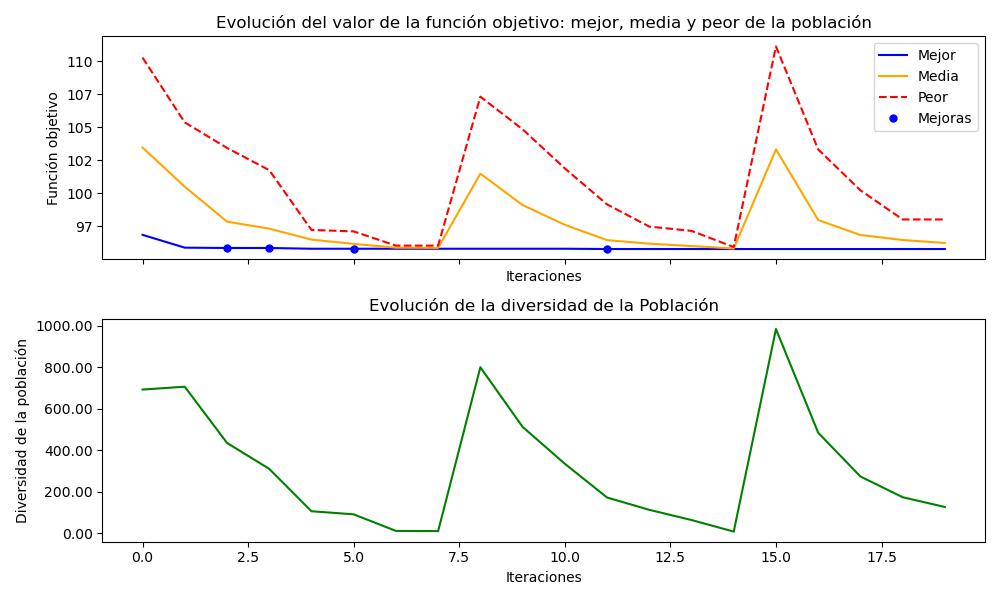 Evolución del valor de la función objetivo: mejor, media y peor de la población
110
107
105
102
100
97
Función objetivo
Mejor
Media
Peor
Mejoras
Iteraciones
Evolución de la diversidad de la Población
1000.00
800.00
600.00
400.00
200.00
0.00
Diversidad de la población
0.0 2.5 5.0 7.5 10.0 12.5 15.0 17.5
Iteraciones